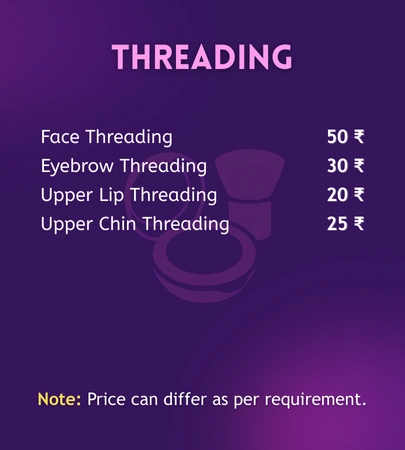 THREADING
Face Threading 50 ₹
Eyebrow Threading 30 ₹
Upper Lip Threading 20 ₹
Upper Chin Threading 25 ₹
Note: Price can differ as per requirement.